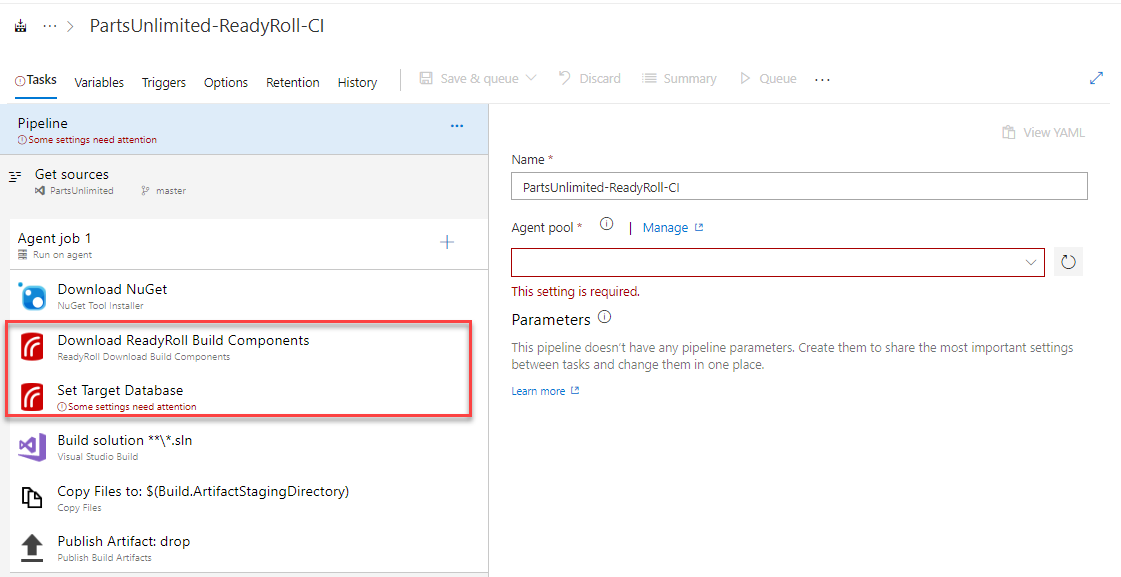 ··· > PartsUnlimited-ReadyRoll-CI
Tasks Variables Triggers Options Retention History | Save & queue Discard Summary Queue ···
Pipeline ···
Some settings need attention
Get sources
PartsUnlimited master
Agent job 1 +
Run on agent
Download NuGet
NuGet Tool Installer
Download ReadyRoll Build Components
ReadyRoll Download Build Components
Set Target Database
Some settings need attention
Build solution **\*.sln
Visual Studio Build
Copy Files to: $(Build.ArtifactStagingDirectory)
Copy Files
Publish Artifact: drop
Publish Build Artifacts
View YAML
Name *
PartsUnlimited-ReadyRoll-CI
Agent pool * | Manage
This setting is required.
Parameters
This pipeline doesn't have any pipeline parameters. Create them to share the most important settings
between tasks and change them in one place.
Learn more